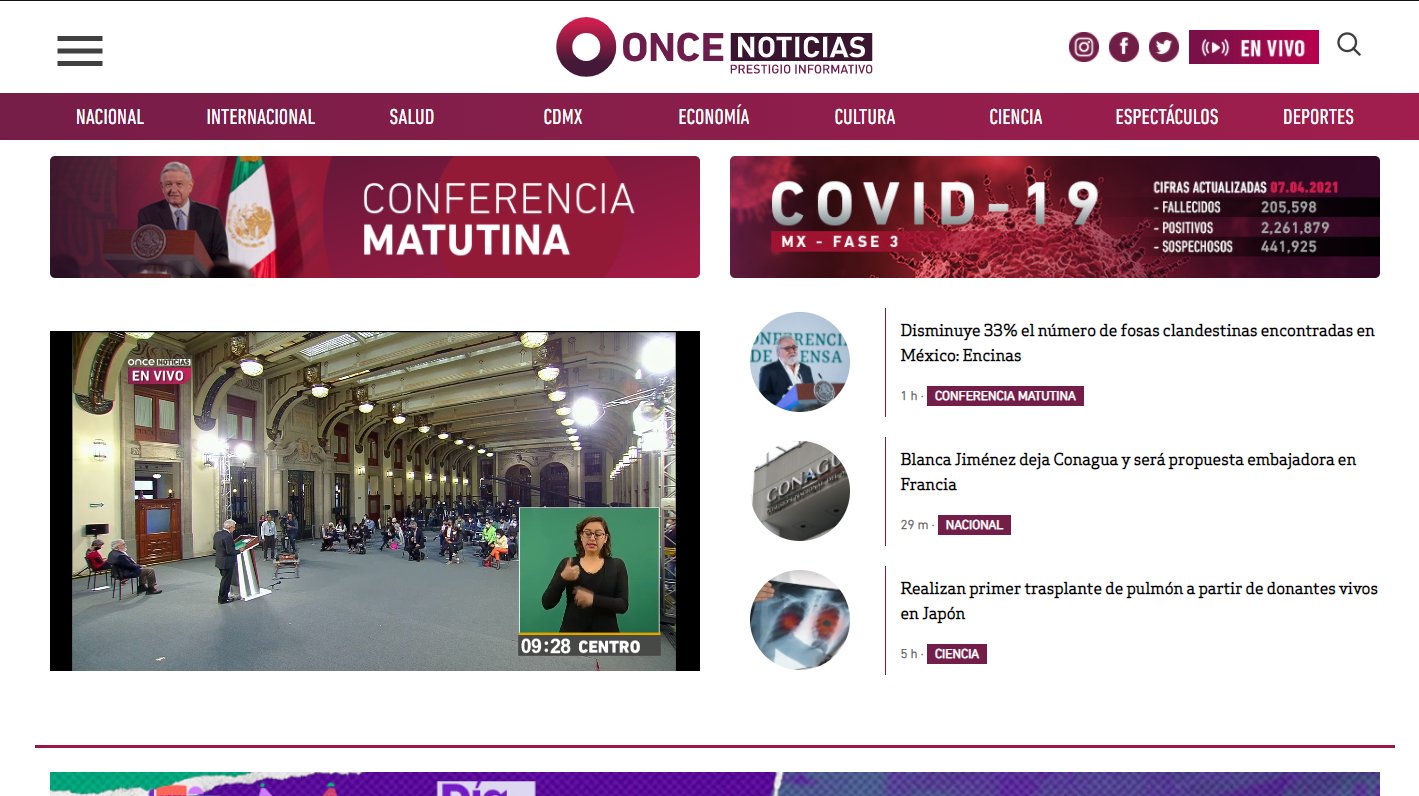 ONCE NOTICIAS
PRESTIGIO INFORMATIVO
EN VIVO
NACIONAL INTERNACIONAL SALUD CDMX ECONOMÍA CULTURA CIENCIA ESPECTÁCULOS DEPORTES
CONFERENCIA
MATUTINA
COVID-19
MX - FASE 3
CIFRAS ACTUALIZADAS 07.04.2021
- FALLECIDOS 205,598
- POSITIVOS 2,261,879
- SOSPECHOSOS 441,925
once NOTICIAS
EN VIVO
09:28 CENTRO
Disminuye 33% el número de fosas clandestinas encontradas en
México: Encinas
1 h · CONFERENCIA MATUTINA
CONAGU
Blanca Jiménez deja Conagua y será propuesta embajadora en
Francia
29 m · NACIONAL
Realizan primer trasplante de pulmón a partir de donantes vivos
en Japón
5 h · CIENCIA
Día